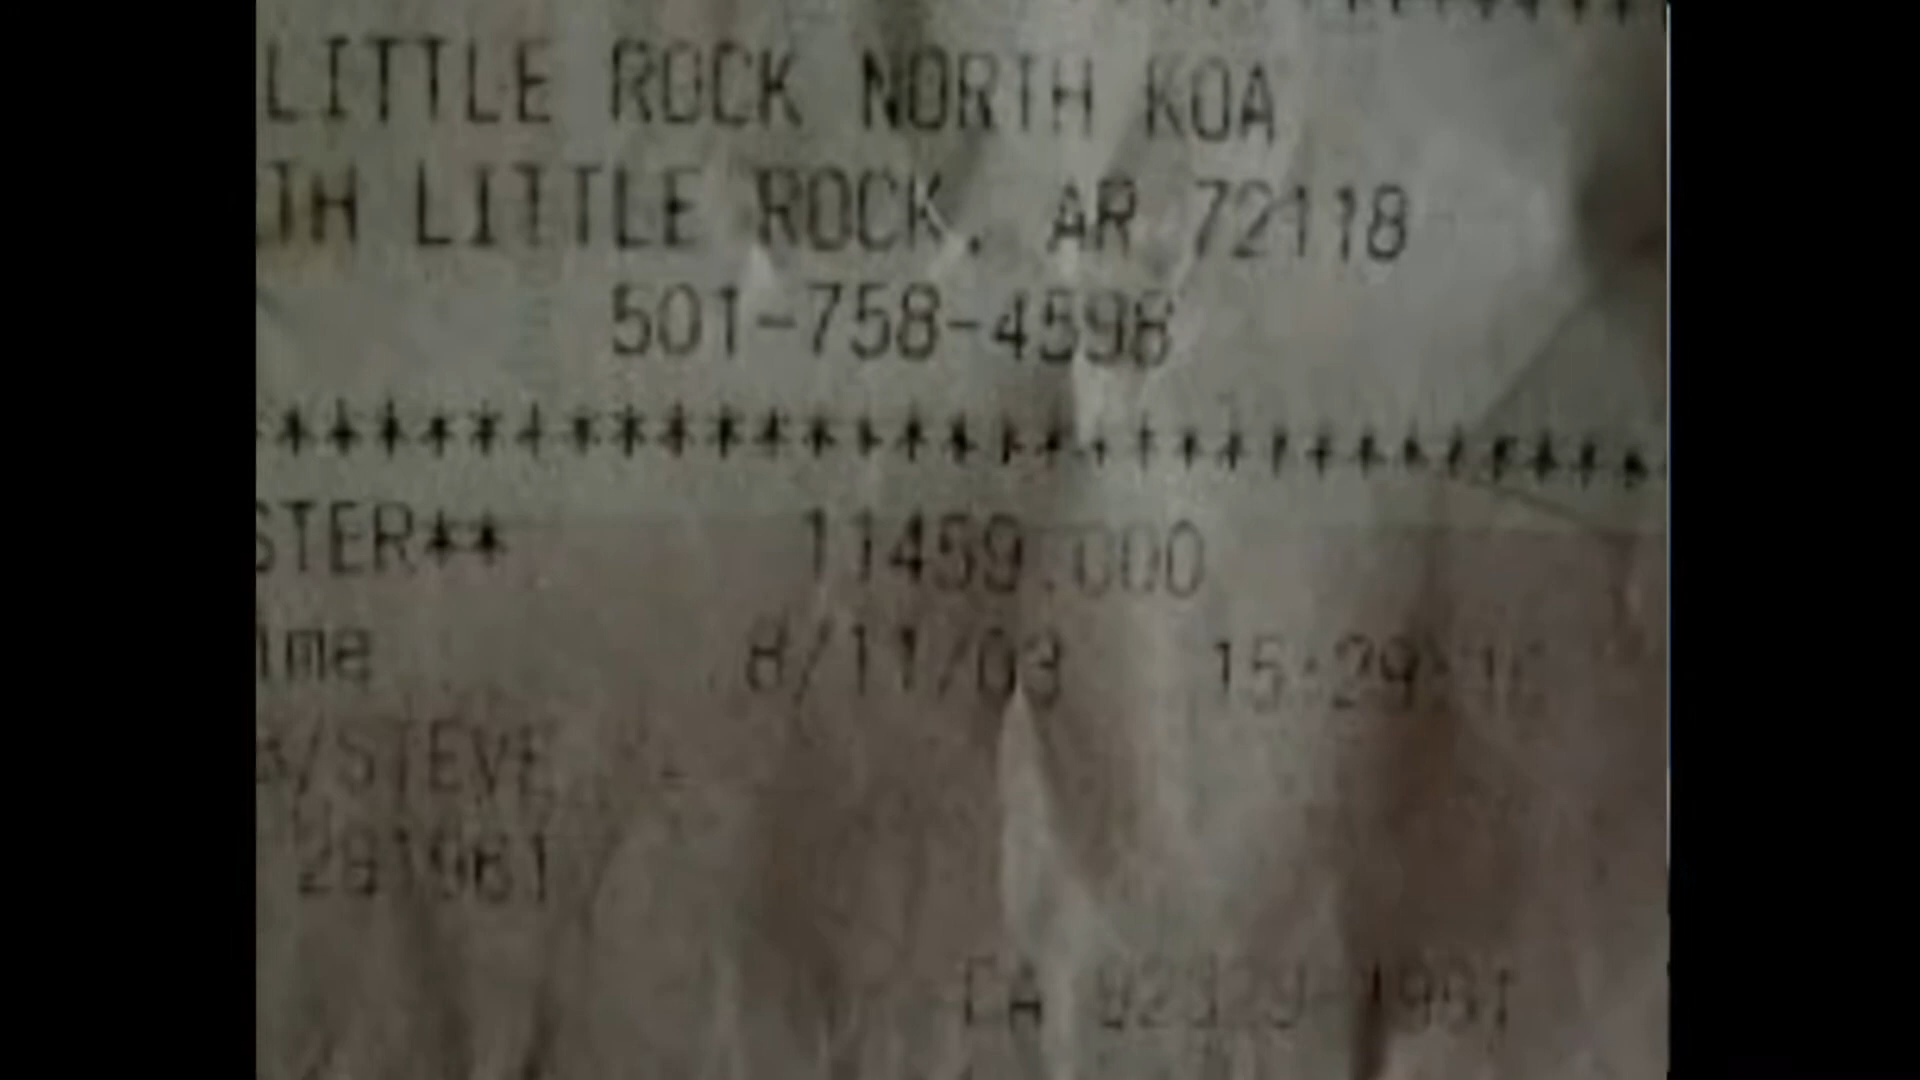 LITTLE ROCK NORTH KOA
TH LITTLE ROCK, AR 72118
501-758-4598
*****************************
STER** 11459.000
ime 8/11/03 15:29
/STEVE
CA